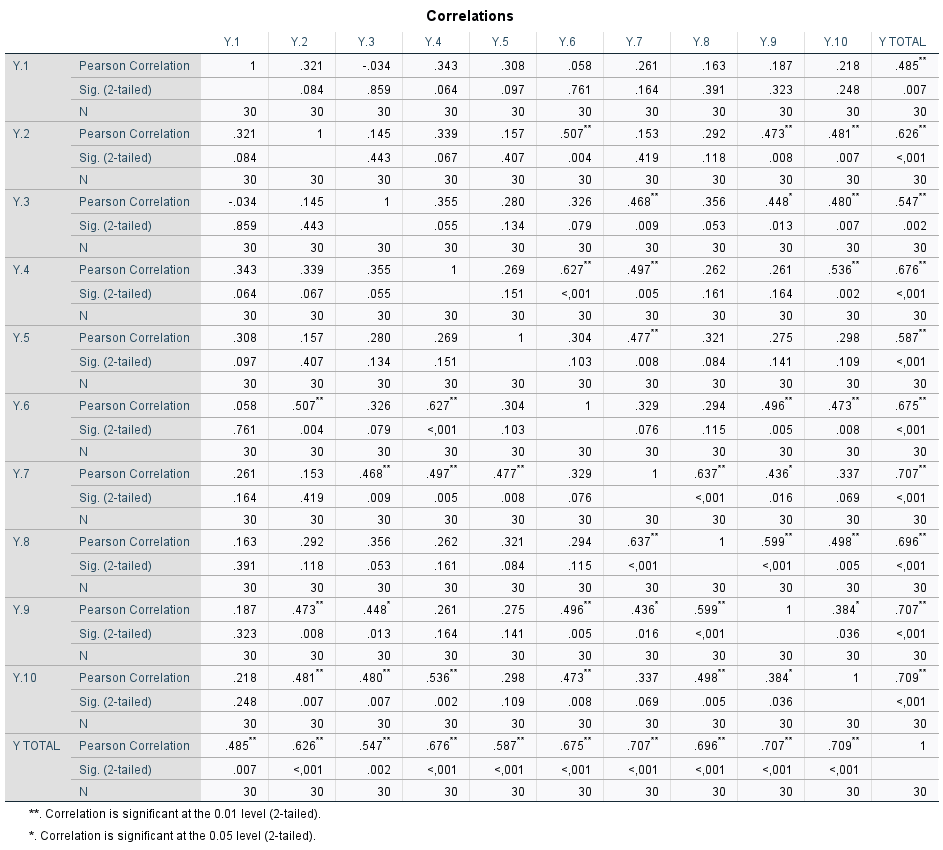 Correlations
Y.1 Y.2 Y.3 Y.4 Y.5 Y.6 Y.7 Y.8 Y.9 Y.10 Y TOTAL
Y.1 Pearson Correlation 1 .321 -.034 .343 .308 .058 .261 .163 .187 .218 .485**
Sig. (2-tailed) .084 .859 .064 .097 .761 .164 .391 .323 .248 .007
N 30 30 30 30 30 30 30 30 30 30 30
Y.2 Pearson Correlation .321 1 .145 .339 .157 .507** .153 .292 .473** .481** .626**
Sig. (2-tailed) .084 .443 .067 .407 .004 .419 .118 .008 .007 <,001
N 30 30 30 30 30 30 30 30 30 30 30
Y.3 Pearson Correlation -.034 .145 1 .355 .280 .326 .468** .356 .448* .480** .547**
Sig. (2-tailed) .859 .443 .055 .134 .079 .009 .053 .013 .007 .002
N 30 30 30 30 30 30 30 30 30 30 30
Y.4 Pearson Correlation .343 .339 .355 1 .269 .627** .497** .262 .261 .536** .676**
Sig. (2-tailed) .064 .067 .055 .151 <,001 .005 .161 .164 .002 <,001
N 30 30 30 30 30 30 30 30 30 30 30
Y.5 Pearson Correlation .308 .157 .280 .269 1 .304 .477** .321 .275 .298 .587**
Sig. (2-tailed) .097 .407 .134 .151 .103 .008 .084 .141 .109 <,001
N 30 30 30 30 30 30 30 30 30 30 30
Y.6 Pearson Correlation .058 .507** .326 .627** .304 1 .329 .294 .496** .473** .675**
Sig. (2-tailed) .761 .004 .079 <,001 .103 .076 .115 .005 .008 <,001
N 30 30 30 30 30 30 30 30 30 30 30
Y.7 Pearson Correlation .261 .153 .468** .497** .477** .329 1 .637** .436* .337 .707**
Sig. (2-tailed) .164 .419 .009 .005 .008 .076 <,001 .016 .069 <,001
N 30 30 30 30 30 30 30 30 30 30 30
Y.8 Pearson Correlation .163 .292 .356 .262 .321 .294 .637** 1 .599** .498** .696**
Sig. (2-tailed) .391 .118 .053 .161 .084 .115 <,001 <,001 .005 <,001
N 30 30 30 30 30 30 30 30 30 30 30
Y.9 Pearson Correlation .187 .473** .448* .261 .275 .496** .436* .599** 1 .384* .707**
Sig. (2-tailed) .323 .008 .013 .164 .141 .005 .016 <,001 .036 <,001
N 30 30 30 30 30 30 30 30 30 30 30
Y.10 Pearson Correlation .218 .481** .480** .536** .298 .473** .337 .498** .384* 1 .709**
Sig. (2-tailed) .248 .007 .007 .002 .109 .008 .069 .005 .036 <,001
N 30 30 30 30 30 30 30 30 30 30 30
Y TOTAL Pearson Correlation .485** .626** .547** .676** .587** .675** .707** .696** .707** .709** 1
Sig. (2-tailed) .007 <,001 .002 <,001 <,001 <,001 <,001 <,001 <,001 <,001
N 30 30 30 30 30 30 30 30 30 30 30
**. Correlation is significant at the 0.01 level (2-tailed).
*. Correlation is significant at the 0.05 level (2-tailed).